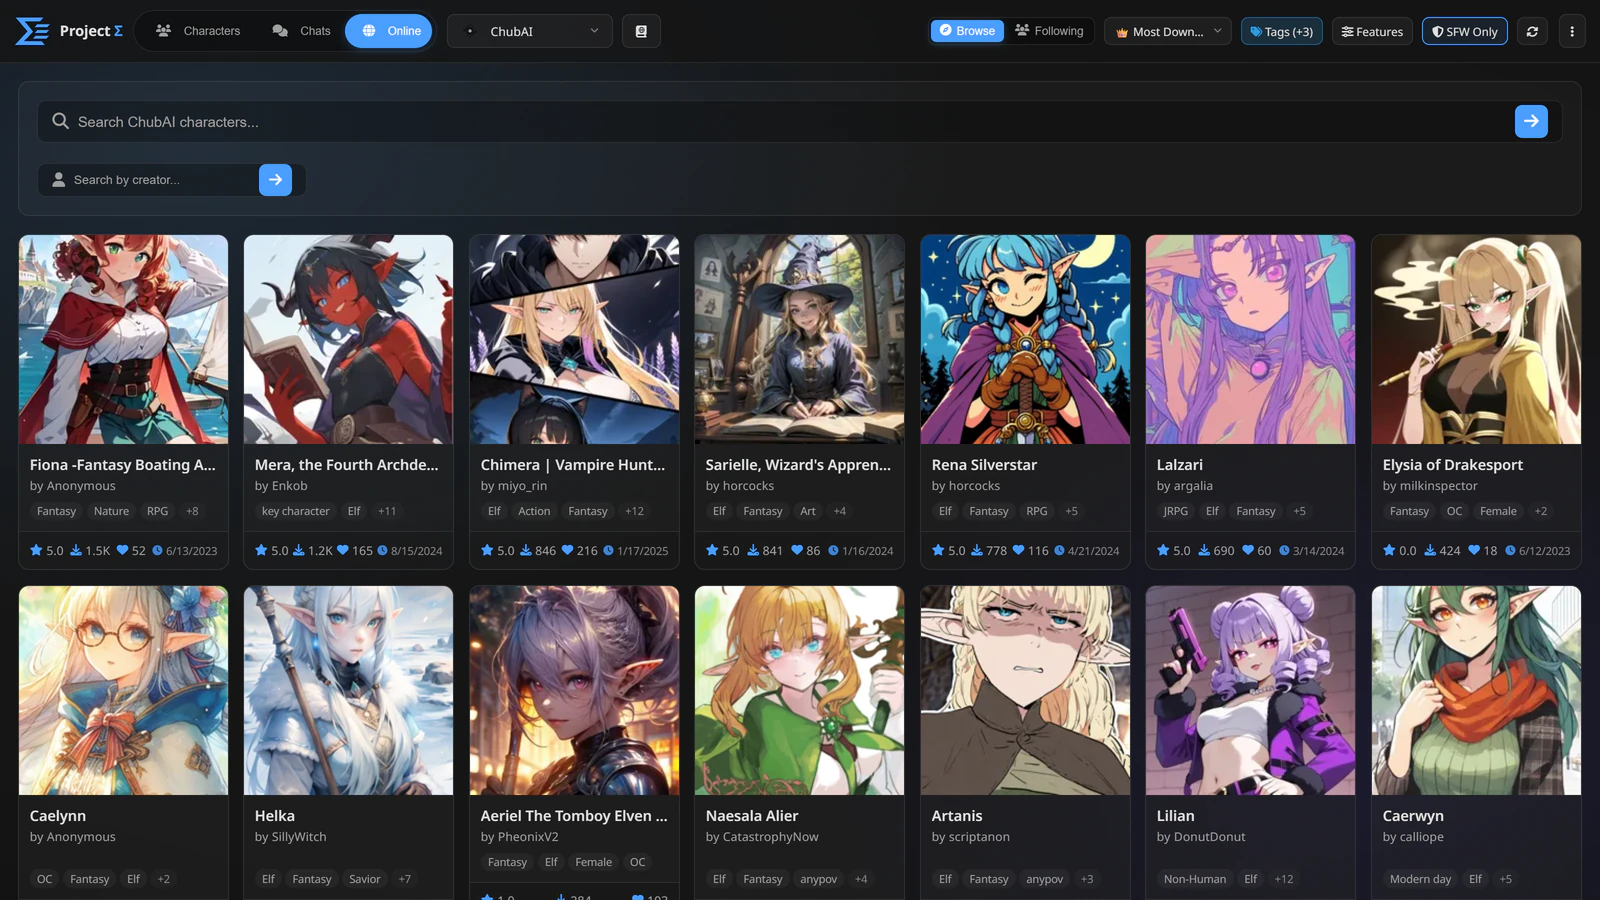 Project Σ
Characters
Chats
Online
ChubAI
Browse
Following
Most Down...
Tags (+3)
Features
SFW Only
Search ChubAI characters...
Search by creator...
Fiona -Fantasy Boating A...
by Anonymous
Fantasy Nature RPG +8
5.0 1.5K 52 6/13/2023
Mera, the Fourth Archde...
by Enkob
key character Elf +11
5.0 1.2K 165 8/15/2024
Chimera | Vampire Hunt...
by miyo_rin
Elf Action Fantasy +12
5.0 846 216 1/17/2025
Sarielle, Wizard's Appren...
by horcocks
Elf Fantasy Art +4
5.0 841 86 1/16/2024
Rena Silverstar
by horcocks
Elf Fantasy RPG +5
5.0 778 116 4/21/2024
Lalzari
by argalia
JRPG Elf Fantasy +5
5.0 690 60 3/14/2024
Elysia of Drakesport
by milkinspector
Fantasy OC Female +2
0.0 424 18 6/12/2023
Caelynn
by Anonymous
OC Fantasy Elf +2
Helka
by SillyWitch
Elf Fantasy Savior +7
Aeriel The Tomboy Elven ...
by PheonixV2
Fantasy Elf Female OC
Naesala Alier
by CatastrophyNow
Elf Fantasy anypov +4
Artanis
by scriptanon
Elf Fantasy anypov +3
Lilian
by DonutDonut
Non-Human Elf +12
Caerwyn
by calliope
Modern day Elf +5